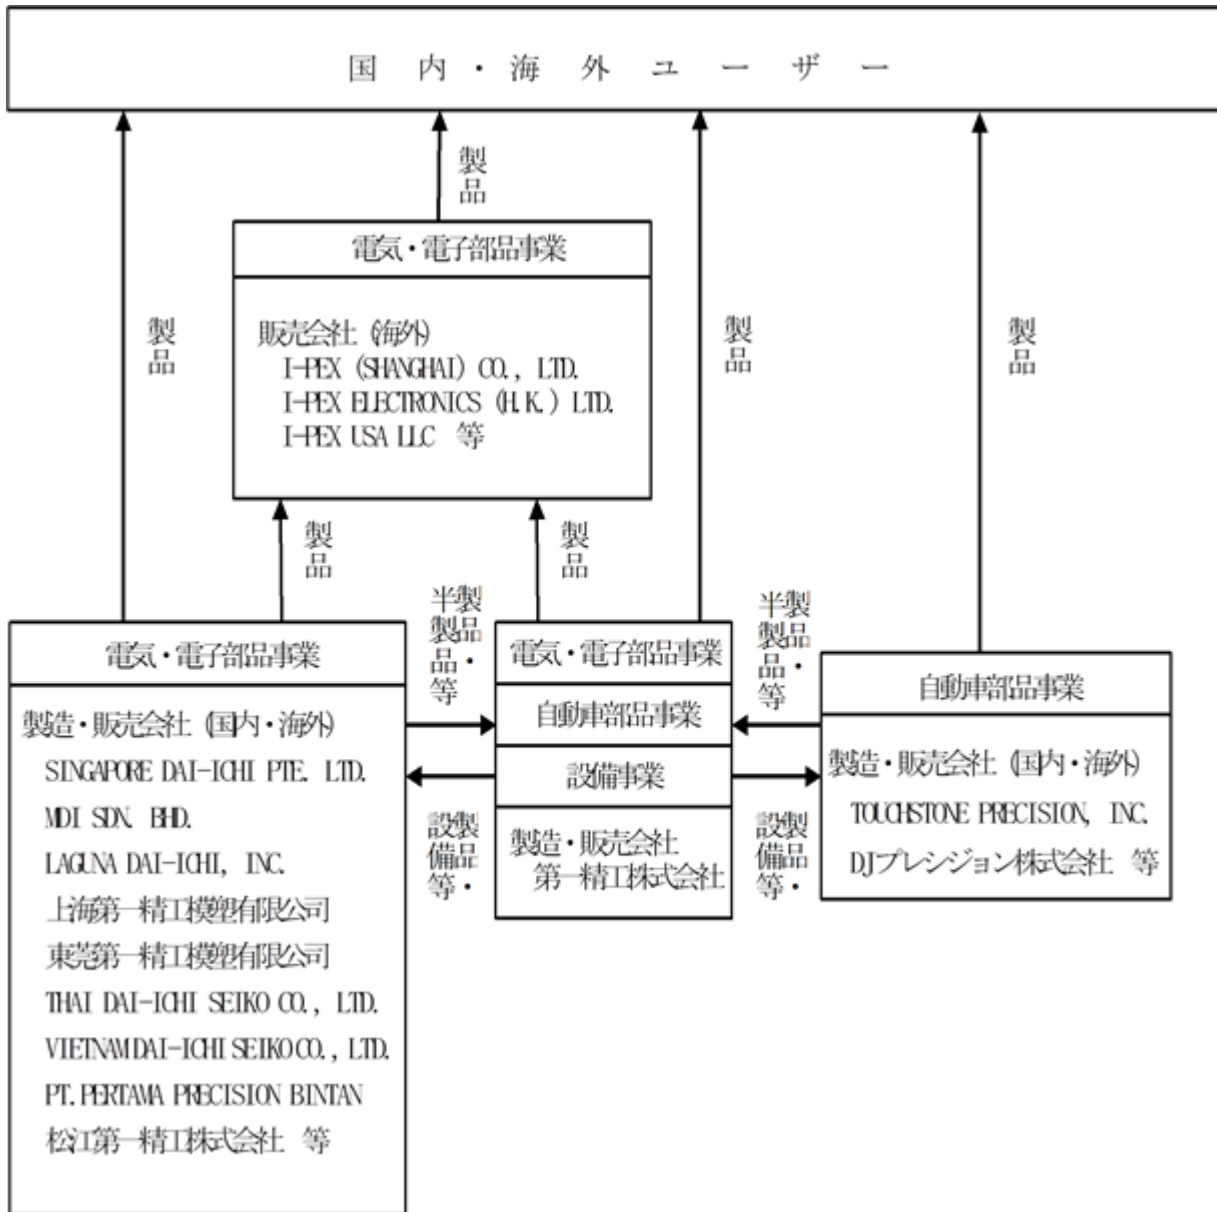 国内・海外ユーザー
製品
電気・電子部品事業
販売会社（海外）
I-PEX (SHANGHAI) CO., LTD.
I-PEX ELECTRONICS (H.K.) LTD.
I-PEX USA LLC 等
製品
製品
製品
製品
製品
電気・電子部品事業
製造・販売会社（国内・海外）
SINGAPORE DAI-ICHI PTE. LTD.
MDI SDN. BHD.
LAGUNA DAI-ICHI, INC.
上海第一精工模塑有限公司
東莞第一精工模塑有限公司
THAI DAI-ICHI SEIKO CO., LTD.
VIETNAM DAI-ICHI SEIKO CO., LTD.
PT. PERTAMA PRECISION BINTAN
松江第一精工株式会社 等
製品・
半製品等
製品・
設備等
電気・電子部品事業
自動車部品事業
設備事業
製造・販売会社
第一精工株式会社
製品・
半製品等
製品・
設備等
自動車部品事業
製造・販売会社（国内・海外）
TOUCHSTONE PRECISION, INC.
DJプレシジョン株式会社 等